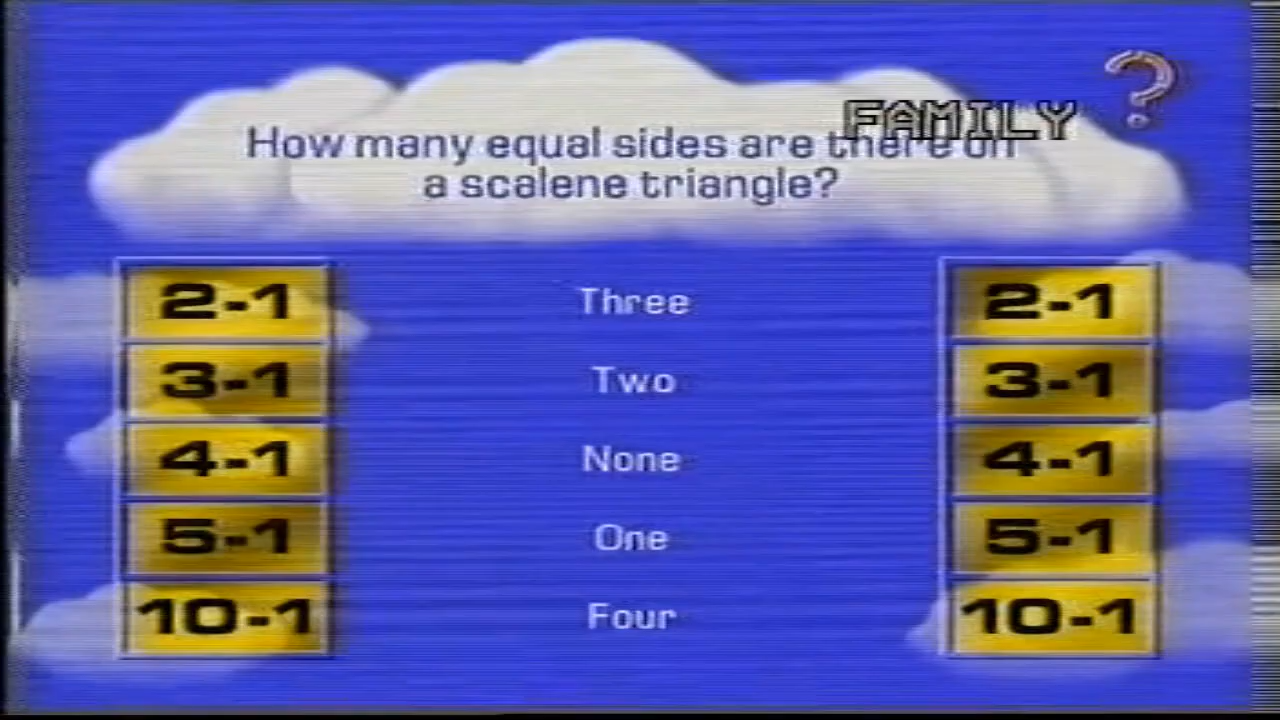 FAMILY ?
How many equal sides are there on
a scalene triangle?
2-1 Three 2-1
3-1 Two 3-1
4-1 None 4-1
5-1 One 5-1
10-1 Four 10-1